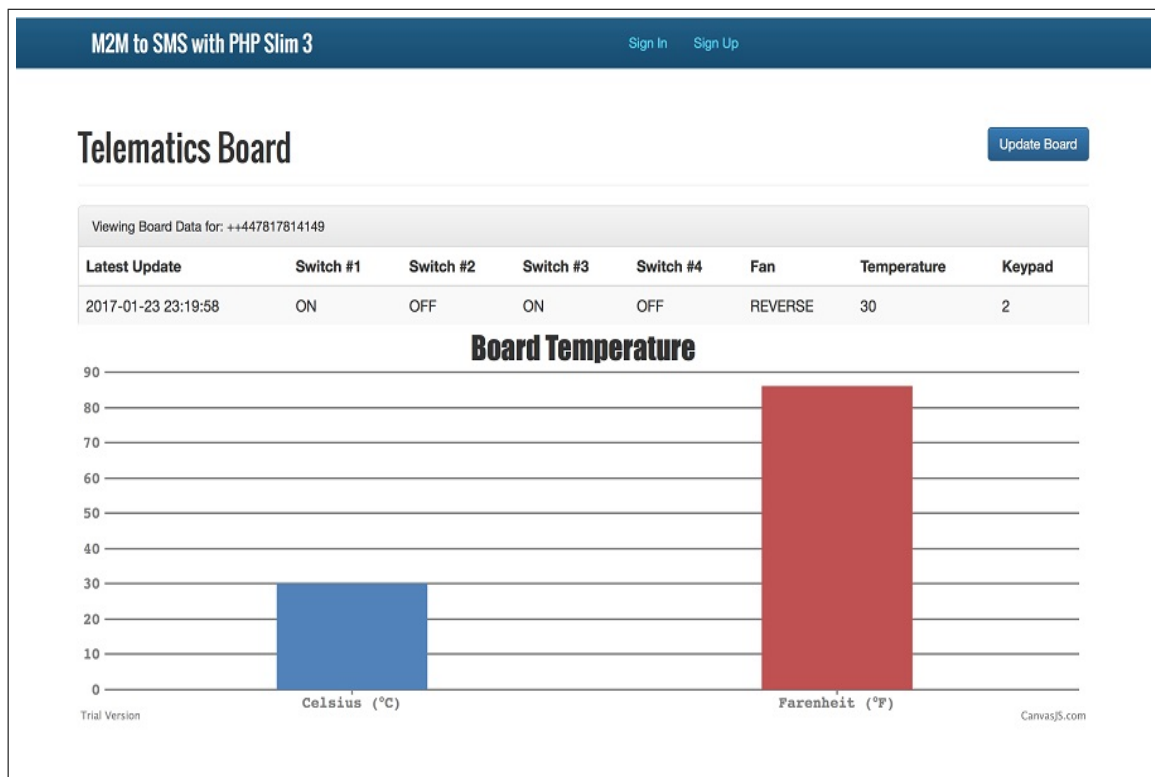 M2M to SMS with PHP Slim 3 Sign In Sign Up
Telematics Board Update Board
Viewing Board Data for: ++447817814149
Latest Update Switch #1 Switch #2 Switch #3 Switch #4 Fan Temperature Keypad
2017-01-23 23:19:58 ON OFF ON OFF REVERSE 30 2
Board Temperature
90
80
70
60
50
40
30
20
10
0
Celsius (°C) Farenheit (°F)
Trial Version CanvasJS.com